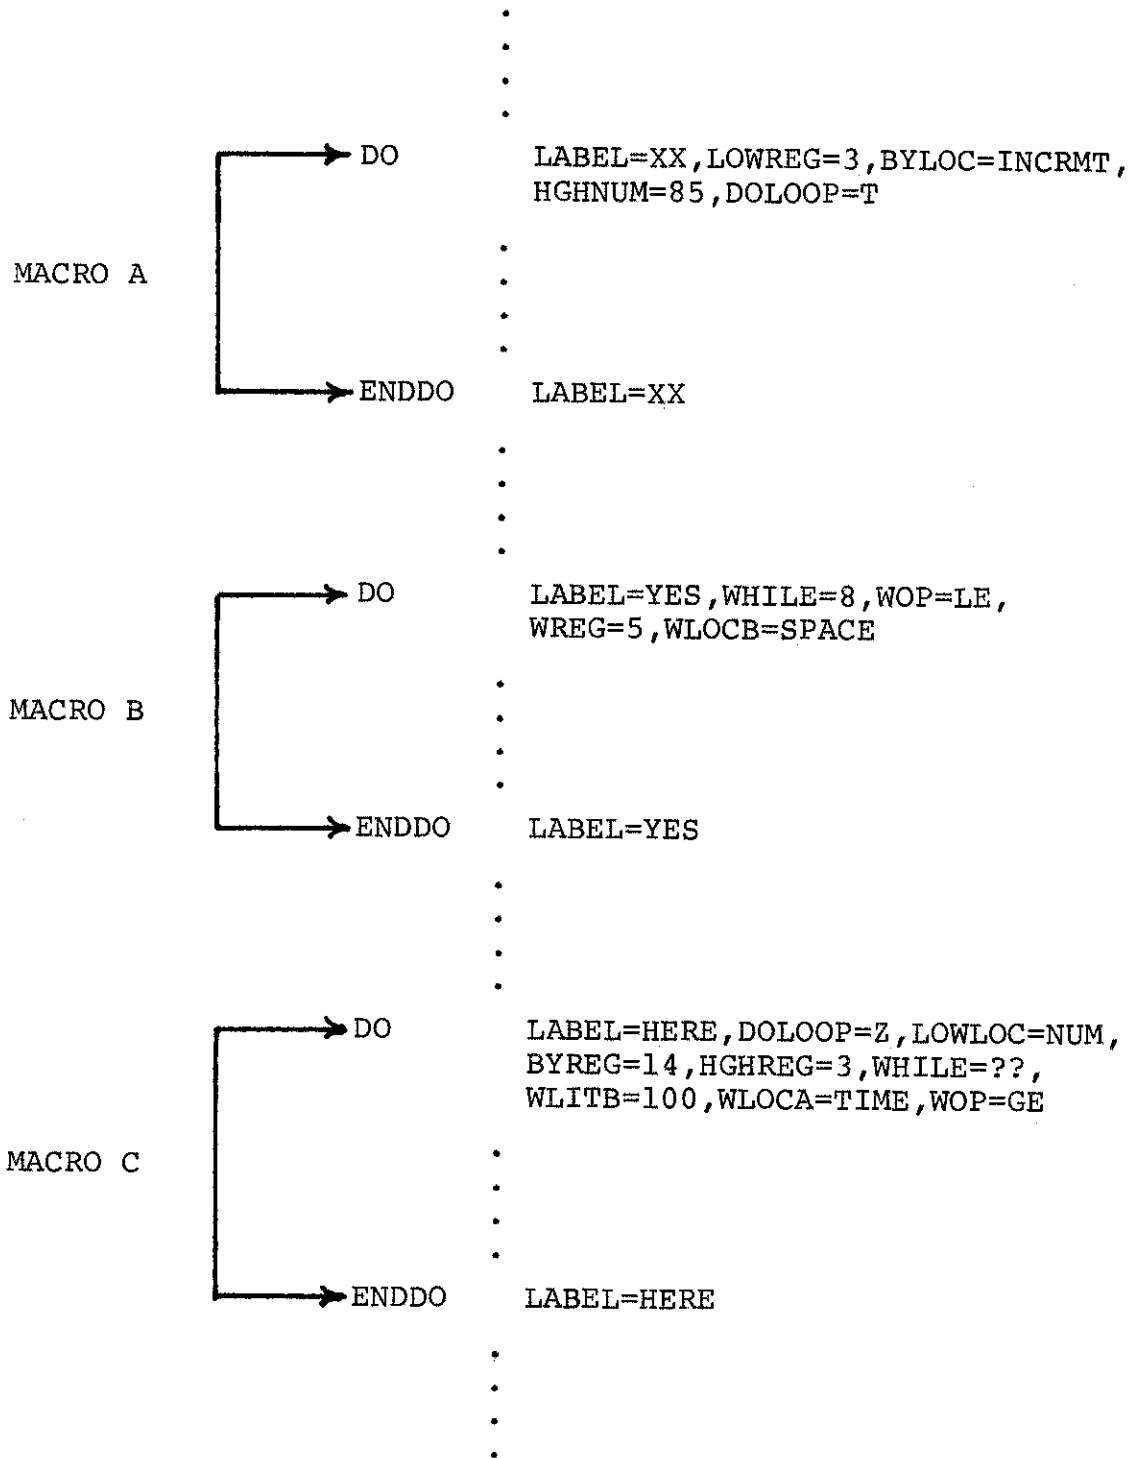 DO LABEL=XX,LOWREG=3,BYLOC=INCRMT,
HGHNUM=85,DOLOOP=T
MACRO A
ENDDO LABEL=XX
DO LABEL=YES,WHILE=8,WOP=LE,
WREG=5,WLOCB=SPACE
MACRO B
ENDDO LABEL=YES
DO LABEL=HERE,DOLOOP=Z,LOWLOC=NUM,
BYREG=14,HGHREG=3,WHILE=??,
WLITB=100,WLOCA=TIME,WOP=GE
MACRO C
ENDDO LABEL=HERE